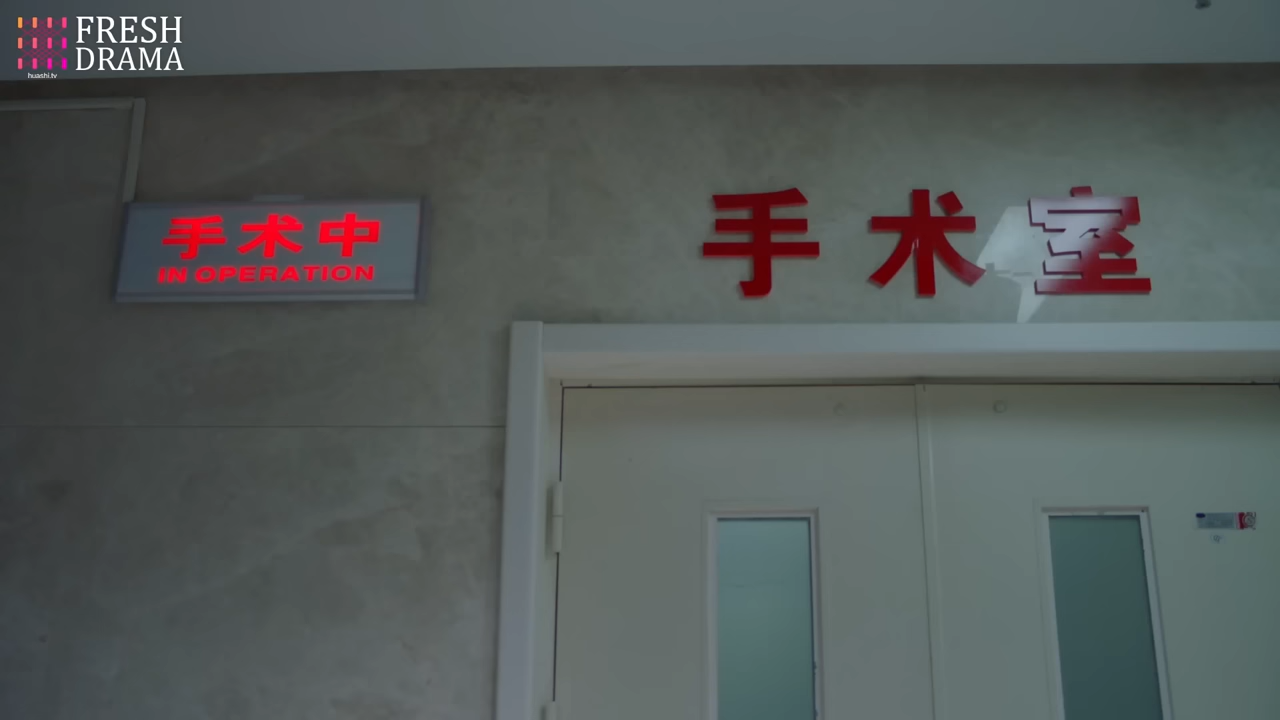 FRESH
DRAMA
huashi.tv
手术中
IN OPERATION
手术室